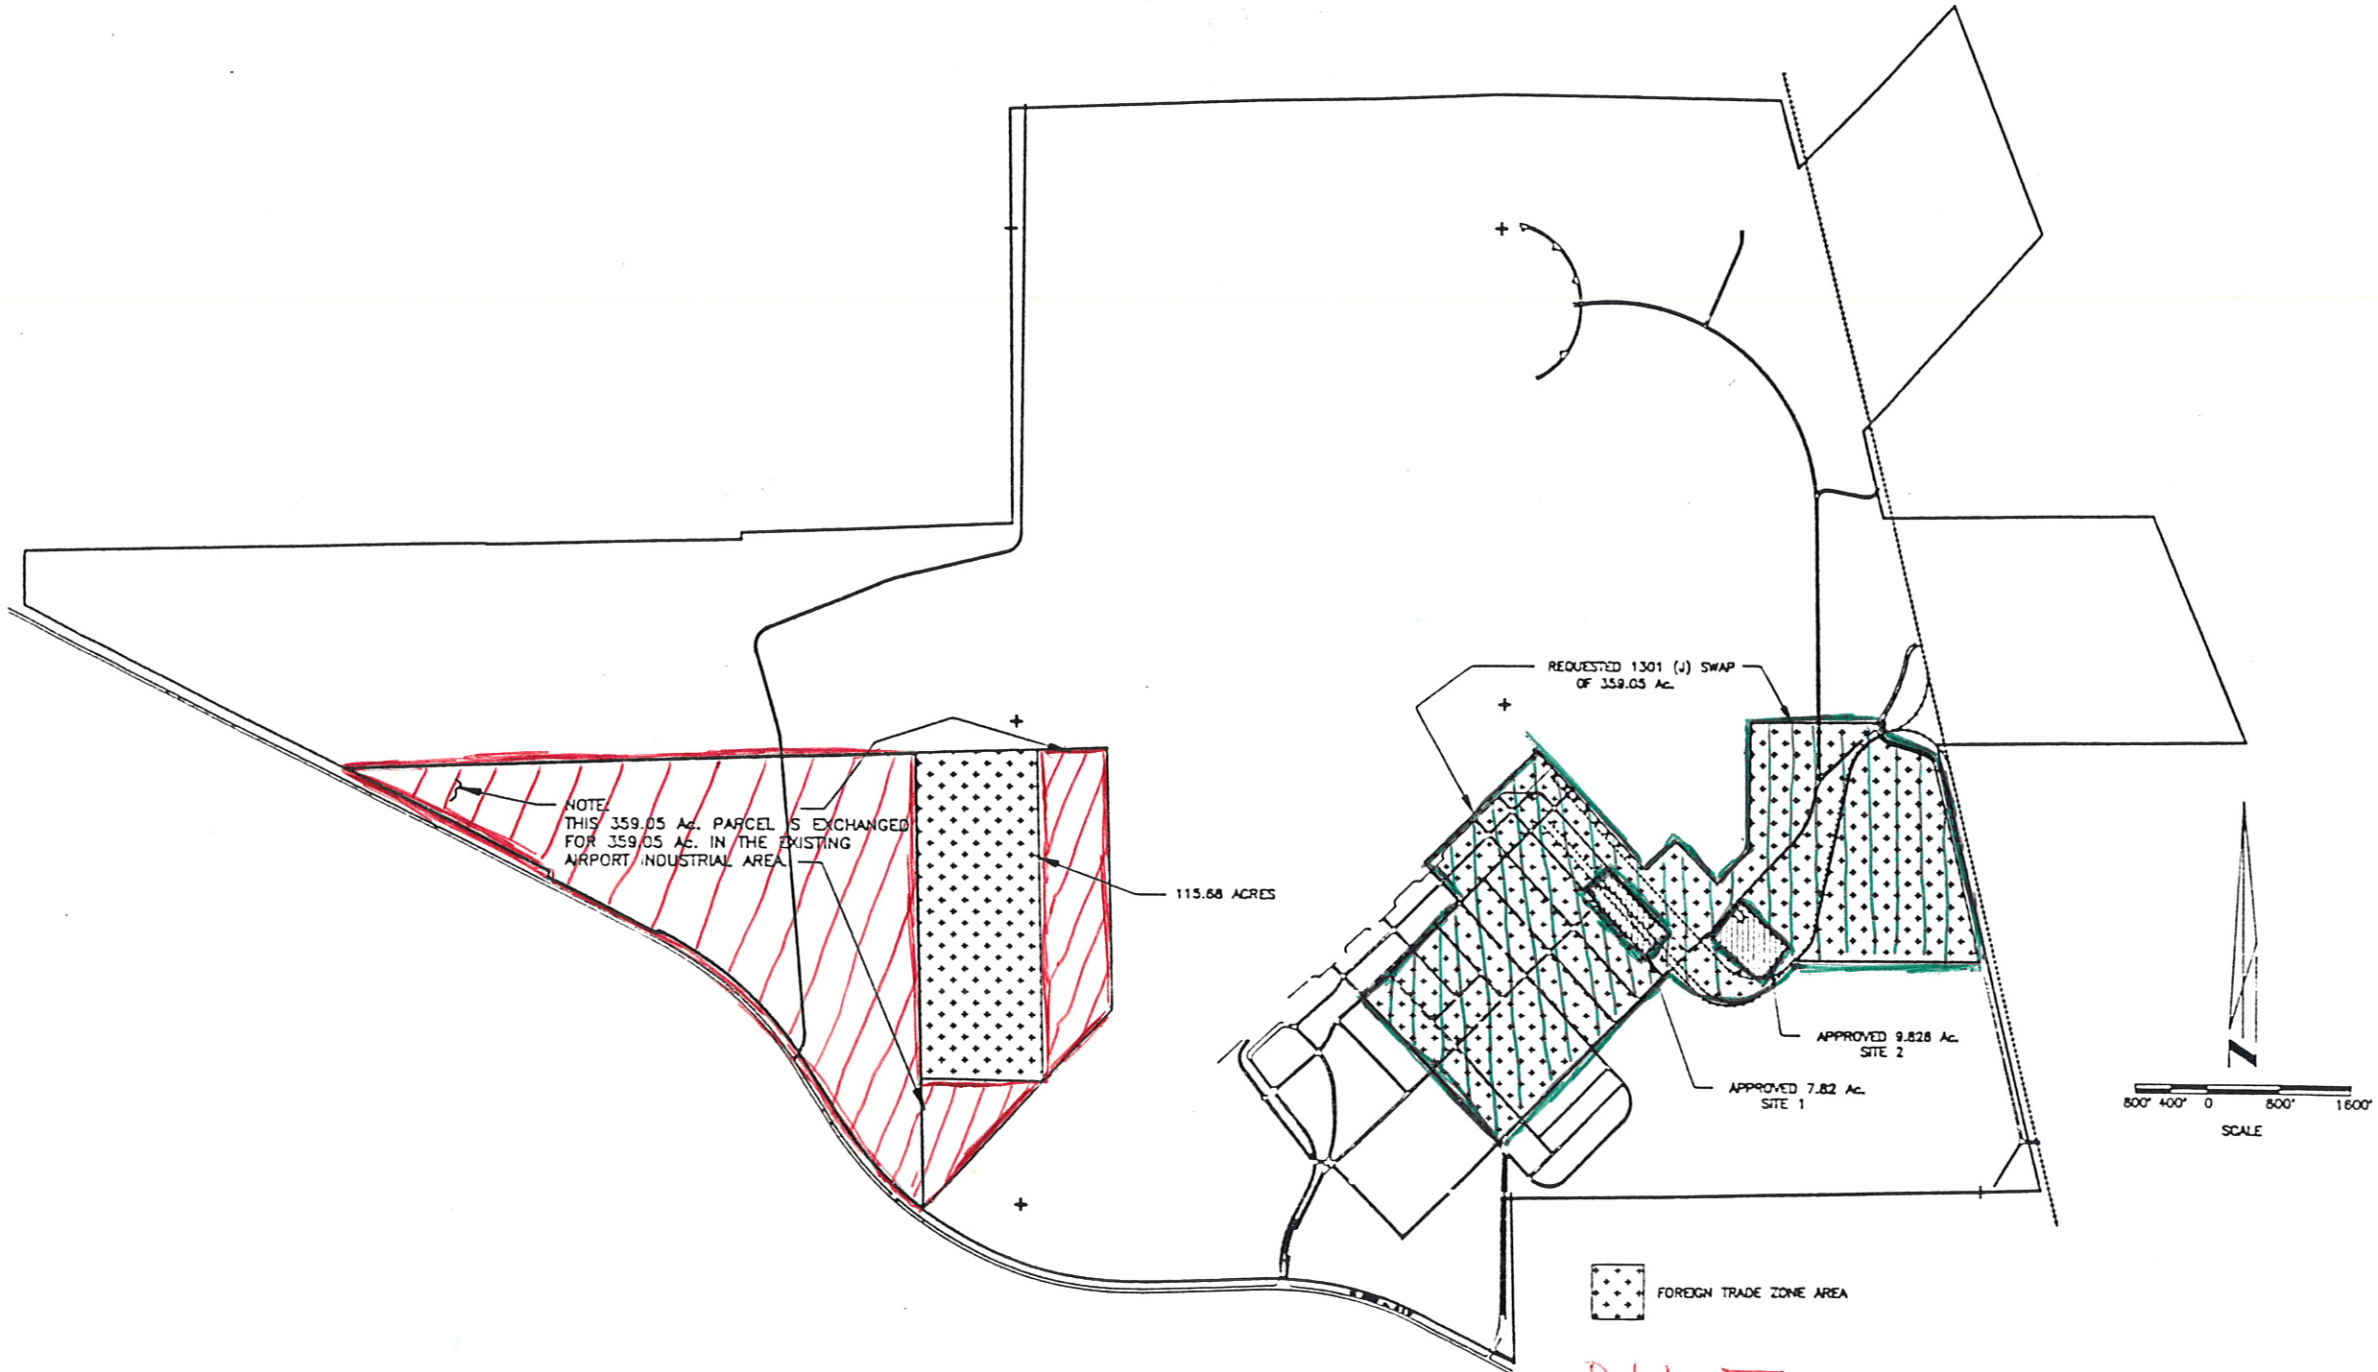 REQUESTED 1301 (J) SWAP
OF 359.05 Ac.
NOTE:
THIS 359.05 Ac. PARCEL IS EXCHANGED
FOR 359.05 Ac. IN THE EXISTING
AIRPORT INDUSTRIAL AREA.
115.68 ACRES
APPROVED 9.828 Ac.
SITE 2
APPROVED 7.82 Ac.
SITE 1
Z
800' 400' 0 800' 1600'
SCALE
FOREIGN TRADE ZONE AREA